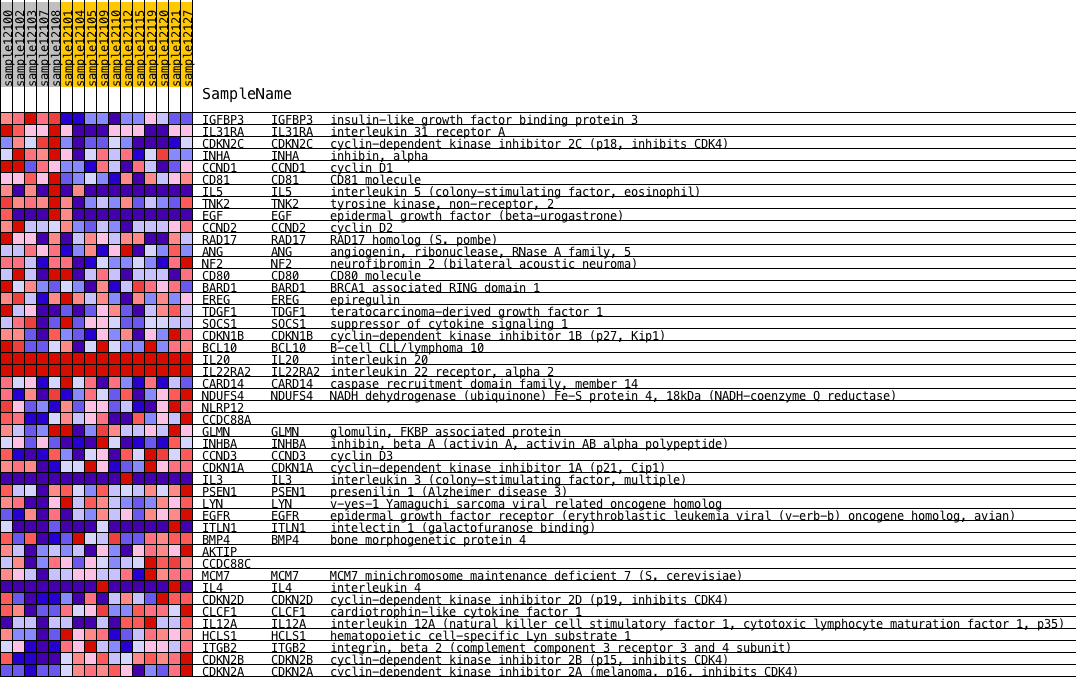 sample12100
sample12102
sample12103
sample12107
sample12108
sample12101
sample12104
sample12105
sample12109
sample12110
sample12112
sample12115
sample12119
sample12120
sample12121
sample12127
SampleName
IGFBP3 IGFBP3 insulin-like growth factor binding protein 3
IL31RA IL31RA interleukin 31 receptor A
CDKN2C CDKN2C cyclin-dependent kinase inhibitor 2C (p18, inhibits CDK4)
INHA INHA inhibin, alpha
CCND1 CCND1 cyclin D1
CD81 CD81 CD81 molecule
IL5 IL5 interleukin 5 (colony-stimulating factor, eosinophil)
TNK2 TNK2 tyrosine kinase, non-receptor, 2
EGF EGF epidermal growth factor (beta-urogastrone)
CCND2 CCND2 cyclin D2
RAD17 RAD17 RAD17 homolog (S. pombe)
ANG ANG angiogenin, ribonuclease, RNase A family, 5
NF2 NF2 neurofibromin 2 (bilateral acoustic neuroma)
CD80 CD80 CD80 molecule
BARD1 BARD1 BRCA1 associated RING domain 1
EREG EREG epiregulin
TDGF1 TDGF1 teratocarcinoma-derived growth factor 1
SOCS1 SOCS1 suppressor of cytokine signaling 1
CDKN1B CDKN1B cyclin-dependent kinase inhibitor 1B (p27, Kip1)
BCL10 BCL10 B-cell CLL/lymphoma 10
IL20 IL20 interleukin 20
IL22RA2 IL22RA2 interleukin 22 receptor, alpha 2
CARD14 CARD14 caspase recruitment domain family, member 14
NDUFS4 NDUFS4 NADH dehydrogenase (ubiquinone) Fe-S protein 4, 18kDa (NADH-coenzyme Q reductase)
NLRP12
CCDC88A
GLMN GLMN glomulin, FKBP associated protein
INHBA INHBA inhibin, beta A (activin A, activin AB alpha polypeptide)
CCND3 CCND3 cyclin D3
CDKN1A CDKN1A cyclin-dependent kinase inhibitor 1A (p21, Cip1)
IL3 IL3 interleukin 3 (colony-stimulating factor, multiple)
PSEN1 PSEN1 presenilin 1 (Alzheimer disease 3)
LYN LYN v-yes-1 Yamaguchi sarcoma viral related oncogene homolog
EGFR EGFR epidermal growth factor receptor (erythroblastic leukemia viral (v-erb-b) oncogene homolog, avian)
ITLN1 ITLN1 intelectin 1 (galactofuranose binding)
BMP4 BMP4 bone morphogenetic protein 4
AKTIP
CCDC88C
MCM7 MCM7 MCM7 minichromosome maintenance deficient 7 (S. cerevisiae)
IL4 IL4 interleukin 4
CDKN2D CDKN2D cyclin-dependent kinase inhibitor 2D (p19, inhibits CDK4)
CLCF1 CLCF1 cardiotrophin-like cytokine factor 1
IL12A IL12A interleukin 12A (natural killer cell stimulatory factor 1, cytotoxic lymphocyte maturation factor 1, p35)
HCLS1 HCLS1 hematopoietic cell-specific Lyn substrate 1
ITGB2 ITGB2 integrin, beta 2 (complement component 3 receptor 3 and 4 subunit)
CDKN2B CDKN2B cyclin-dependent kinase inhibitor 2B (p15, inhibits CDK4)
CDKN2A CDKN2A cyclin-dependent kinase inhibitor 2A (melanoma, p16, inhibits CDK4)